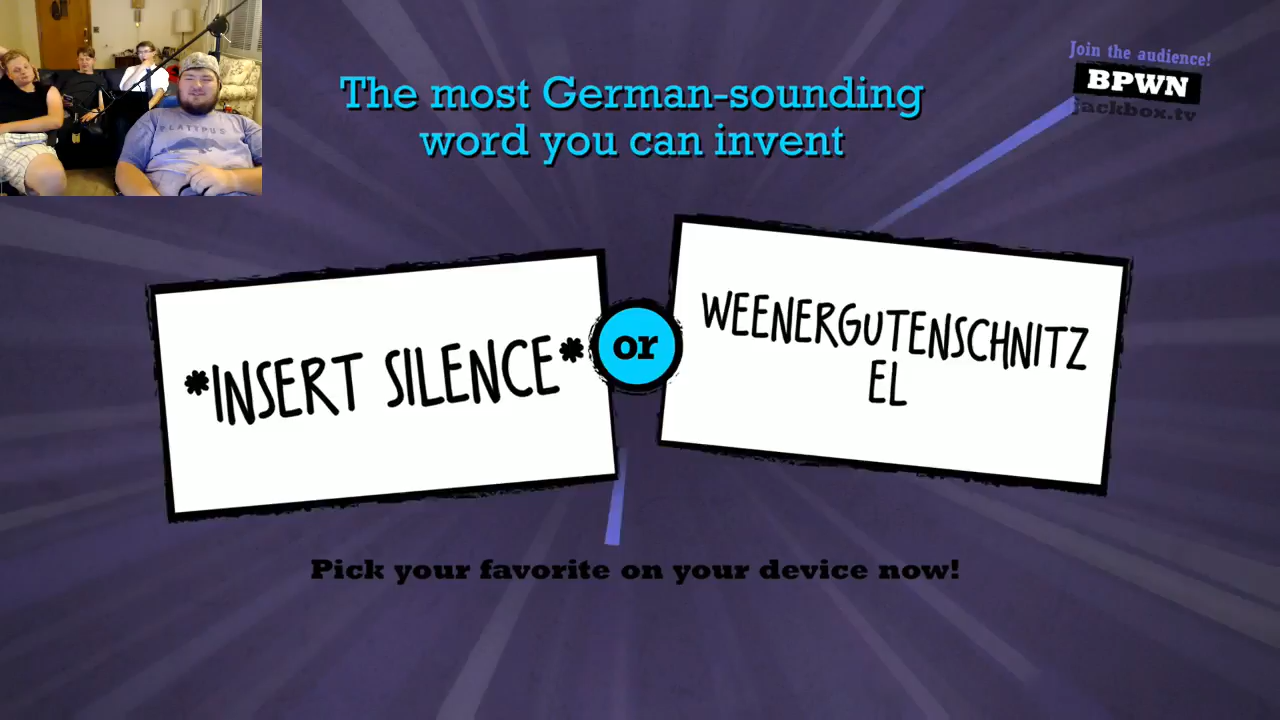 Join the audience!
BPWN
jackbox.tv
The most German-sounding
word you can invent
PLATYPUS
*INSERT SILENCE*
or
WEENERGUTENSCHNITZ
EL
Pick your favorite on your device now!